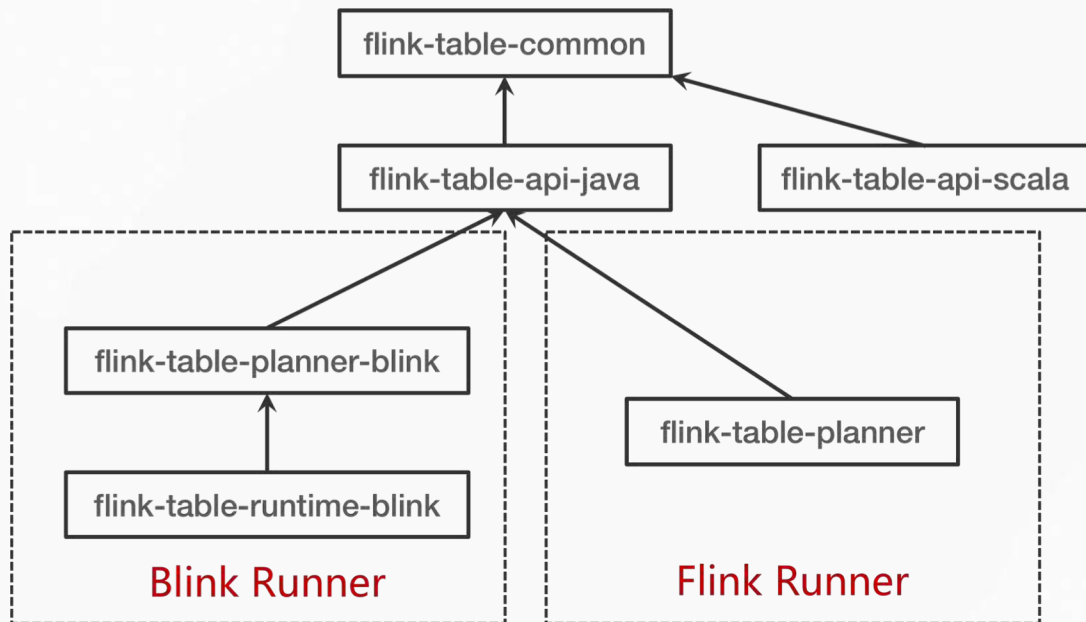 flink-table-common
flink-table-api-java
flink-table-api-scala
flink-table-planner-blink
flink-table-planner
flink-table-runtime-blink
Blink Runner
Flink Runner